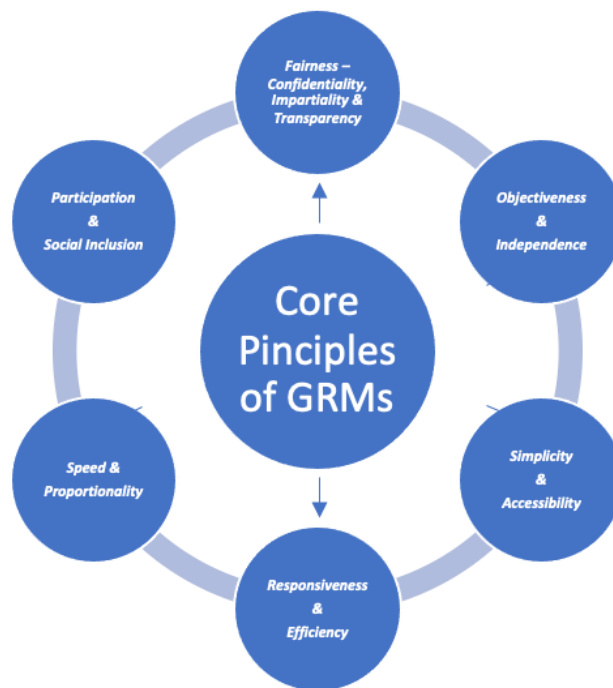 Fairness –
Confidentiality,
Impartiality &
Transparency
Objectiveness
&
Independence
Simplicity
&
Accessibility
Responsiveness
&
Efficiency
Speed &
Proportionality
Participation
&
Social Inclusion
Core
Pinciples
of GRMs